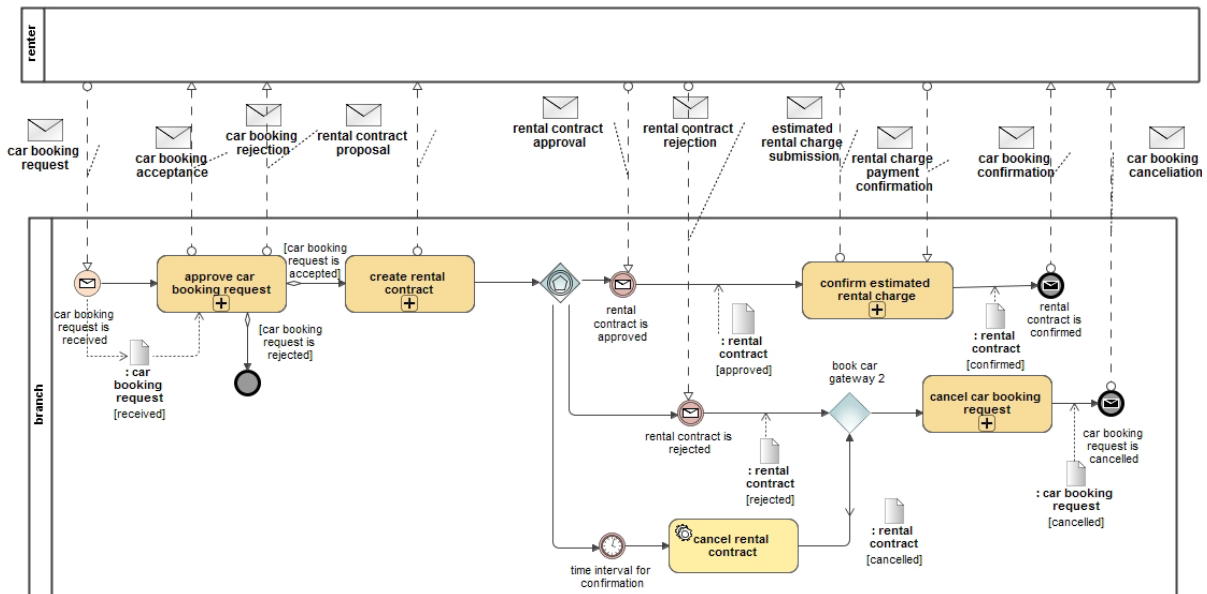 renter
car booking
request
car booking
acceptance
car booking
rejection
rental contract
proposal
rental contract
approval
rental contract
rejection
estimated
rental charge
submission
rental charge
payment
confirmation
car booking
confirmation
car booking
cancellation
branch
car booking
request is
received
approve car
booking request
[car booking
request is
accepted]
create rental
contract
[car booking
request is
rejected]
: car
booking
request
[received]
rental
contract is
approved
: rental
contract
[approved]
confirm estimated
rental charge
: rental
contract
[confirmed]
rental
contract is
confirmed
book car
gateway 2
rental contract is
rejected
: rental
contract
[rejected]
cancel car booking
request
car booking
request is
cancelled
: car booking
request
[cancelled]
time interval for
confirmation
cancel rental
contract
: rental
contract
[cancelled]